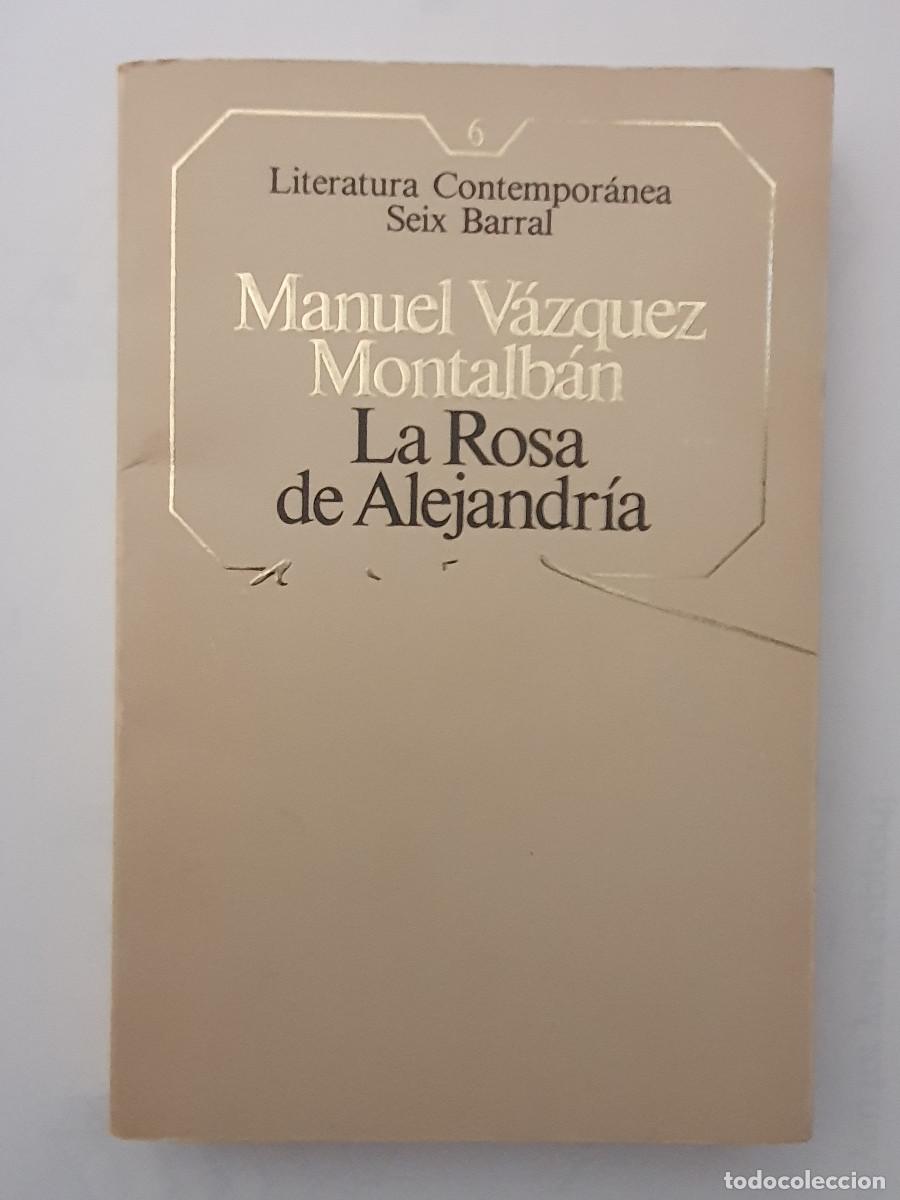 6
Literatura Contemporánea
Seix Barral
Manuel Vázquez
Montalbán
La Rosa
de Alejandría
todocoleccion